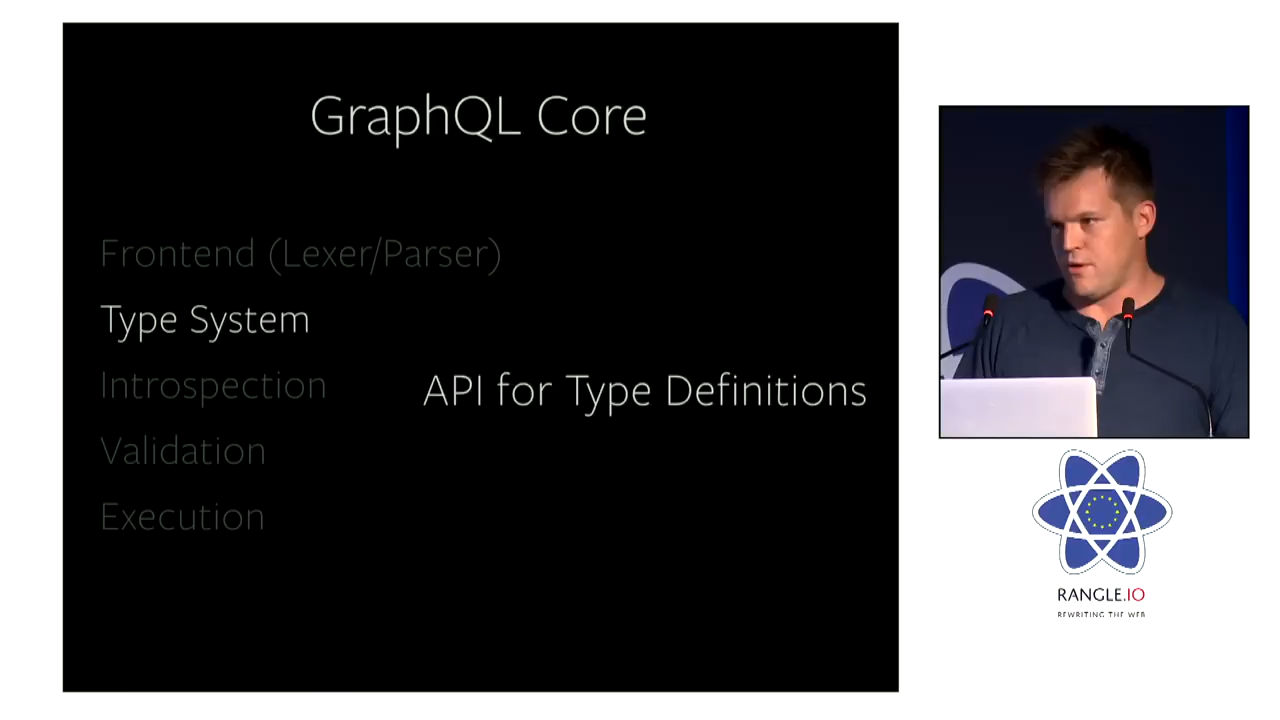 GraphQL Core
Frontend (Lexer/Parser)
Type System
Introspection
API for Type Definitions
Validation
Execution
RANGLE.IO
REWRITING THE WEB